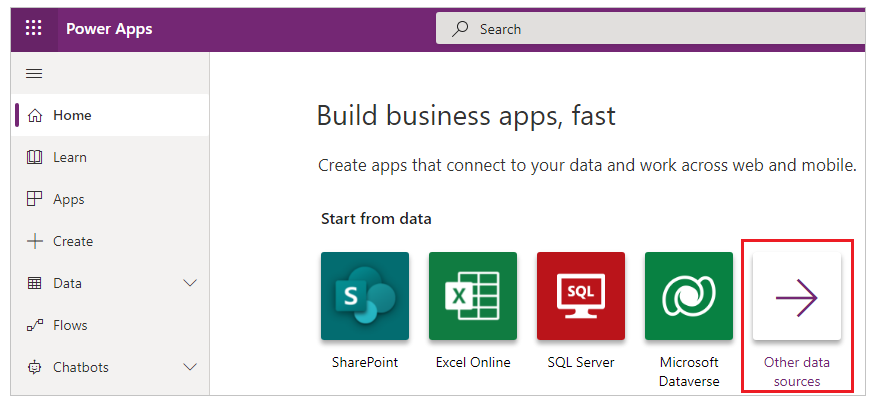 Power Apps
Search
Home
Learn
Apps
Create
Data
Flows
Chatbots
Build business apps, fast
Create apps that connect to your data and work across web and mobile.
Start from data
S
X
SQL
SharePoint
Excel Online
SQL Server
Microsoft
Dataverse
Other data
sources